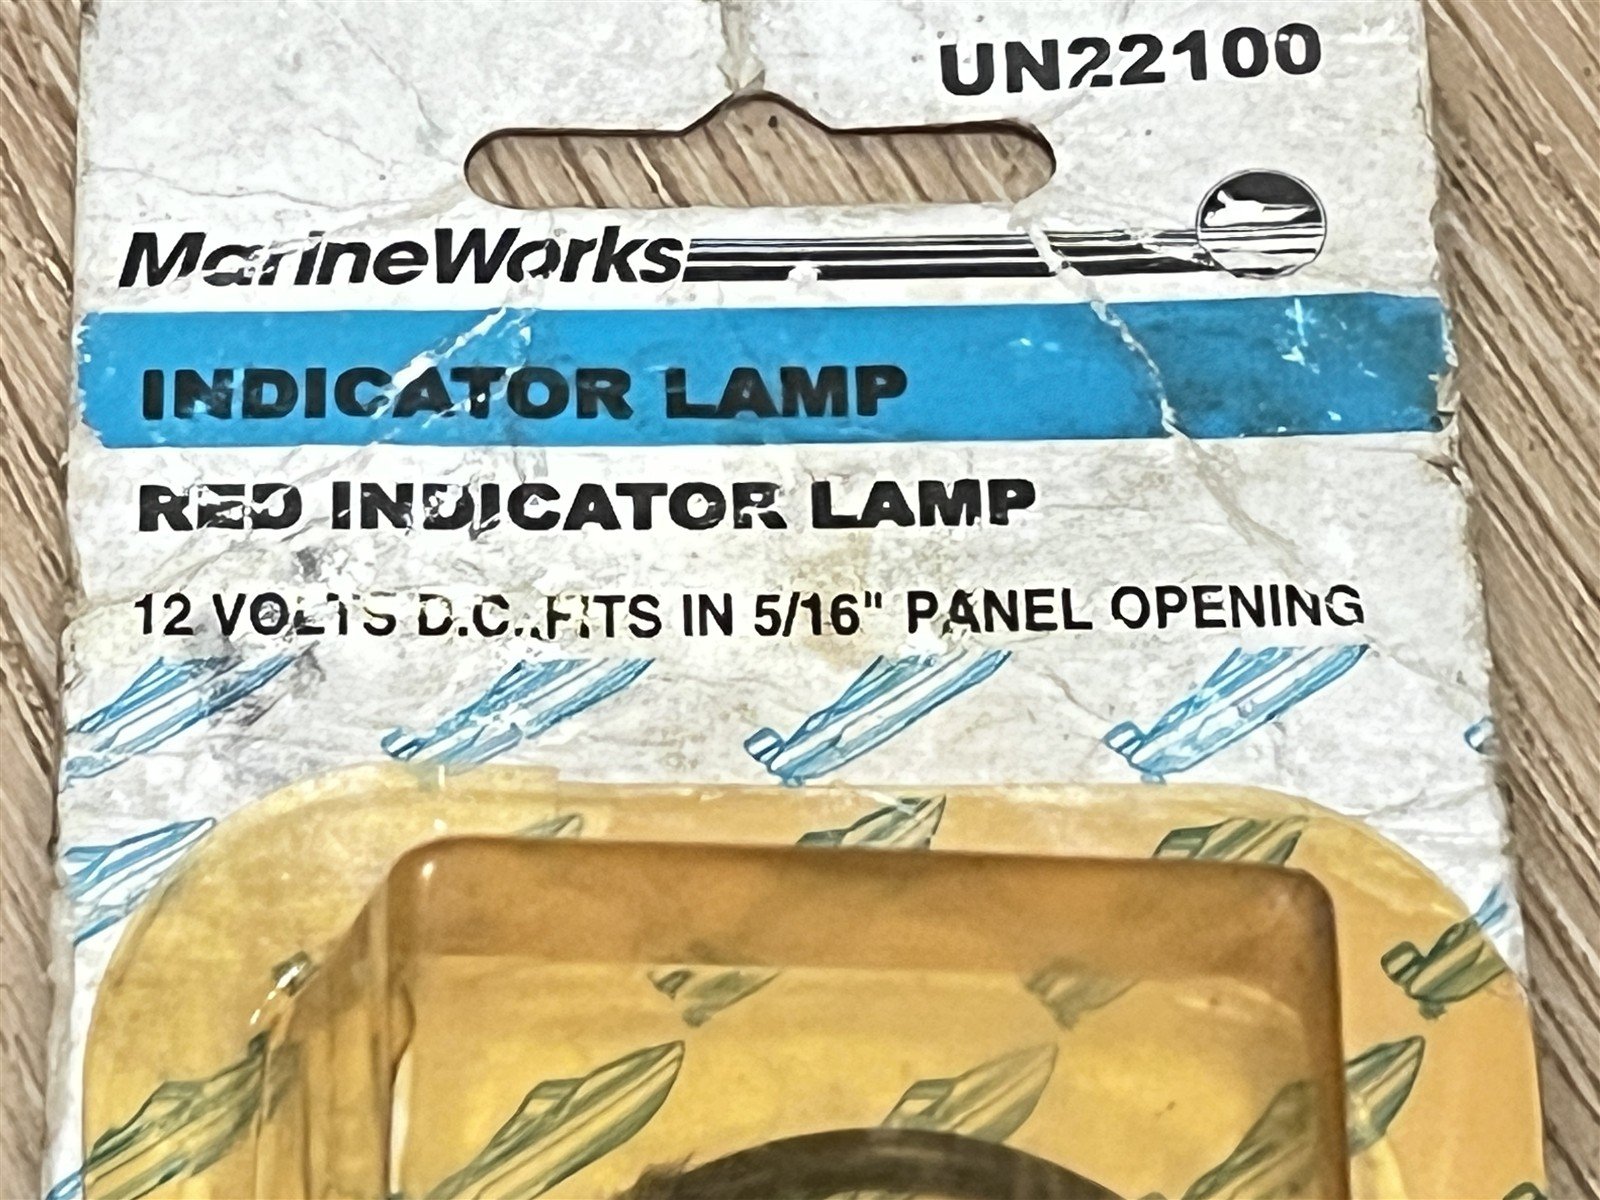 UN22100
MarineWorks
INDICATOR LAMP
RED INDICATOR LAMP
12 VOLTS D.C..FITS IN 5/16" PANEL OPENING